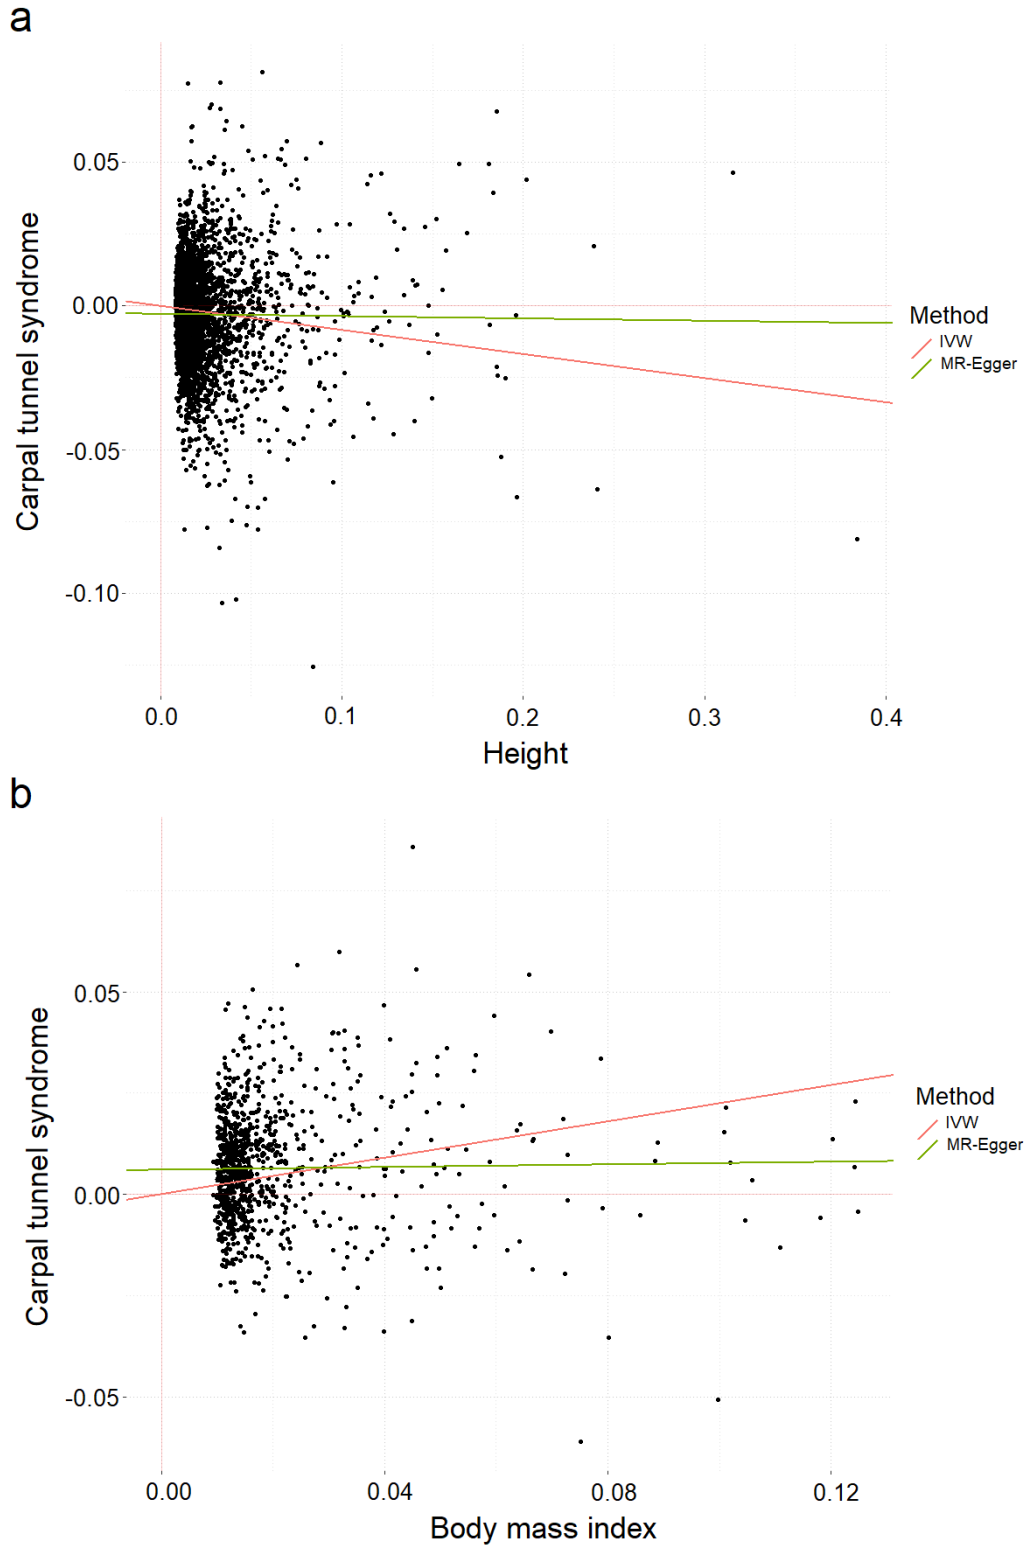 a
0.05
0.00
-0.05
-0.10
Carpal tunnel syndrome
0.0
0.1
0.2
0.3
0.4
Height
Method
IVW
MR-Egger
b
0.05
0.00
-0.05
Carpal tunnel syndrome
0.00
0.04
0.08
0.12
Body mass index
Method
IVW
MR-Egger